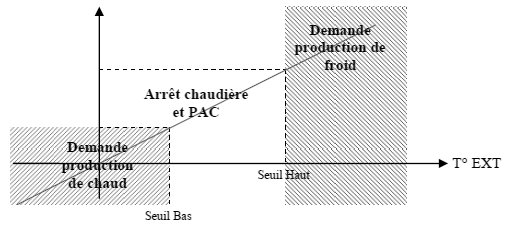 Demande
production de
froid
Arrêt chaudière
et PAC
Demande
production
de chaud
T° EXT
Seuil Haut
Seuil Bas